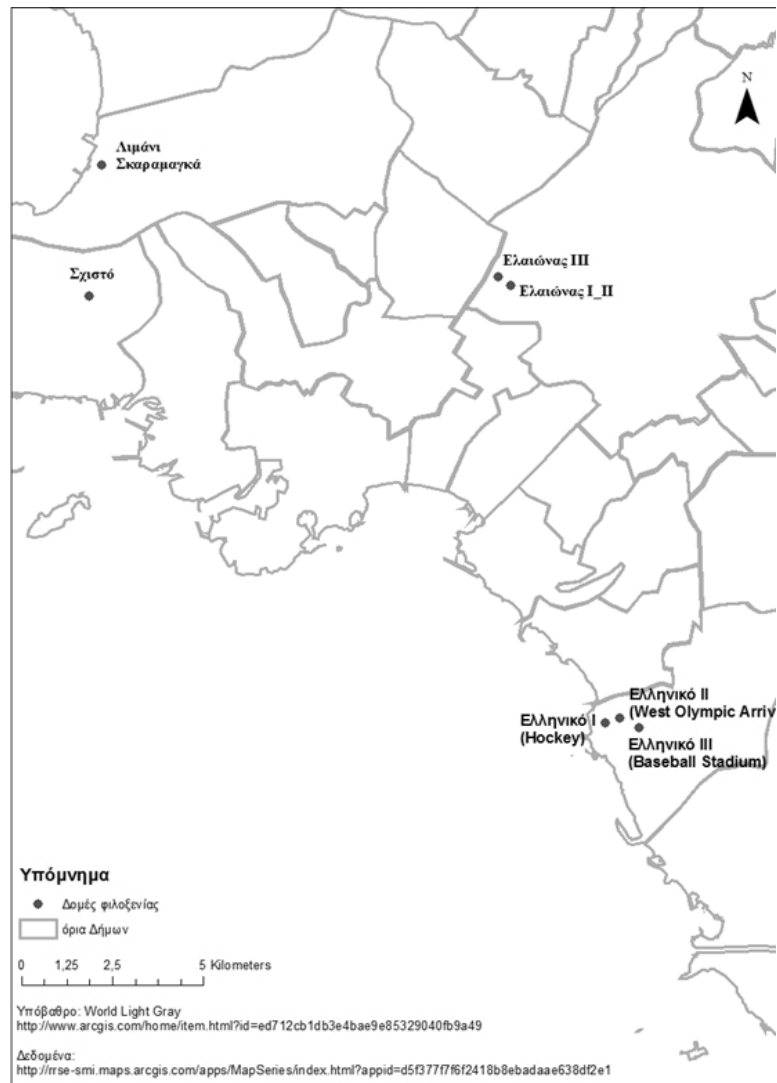 N
Λιμάνι
Σκαραμαγκά
Σχιστό
Ελαιώνας III
Ελαιώνας I_II
Ελληνικό II
(West Olympic Arriv
Ελληνικό I
(Hockey)
Ελληνικό III
(Baseball Stadium)
Υπόμνημα
Δομές φιλοξενίας
όρια Δήμων
0 1,25 2,5 5 Kilometers
Υπόβαθρο: World Light Gray
http://www.arcgis.com/home/item.html?id=ed712cb1db3e4bae9e85329040fb9a49
Δεδομένα:
http://rrse-smi.maps.arcgis.com/apps/MapSeries/index.html?appid=d5f377f7f6f2418b8ebadaae638df2e1